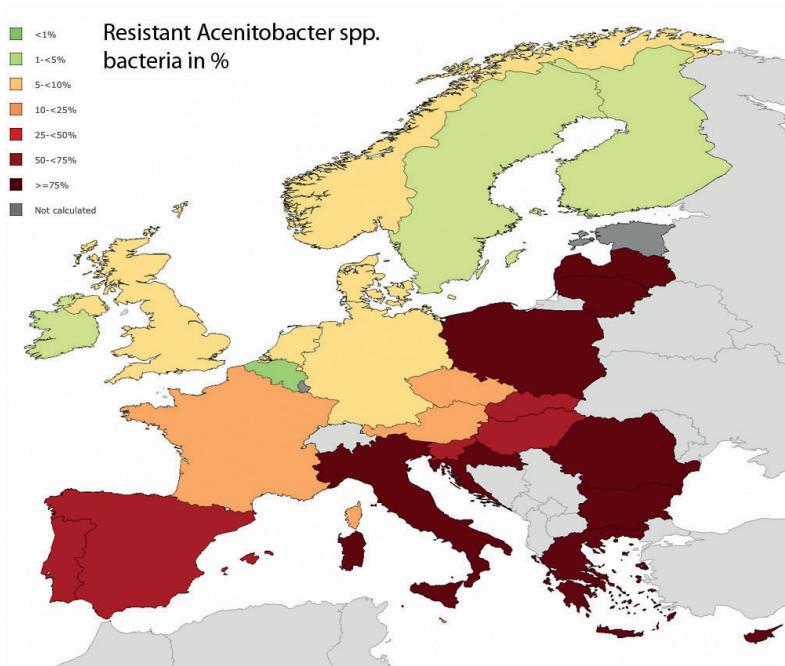 Resistant Acenitobacter spp.
bacteria in %
<1%
1-<5%
5-<10%
10-<25%
25-<50%
50-<75%
>=75%
Not calculated